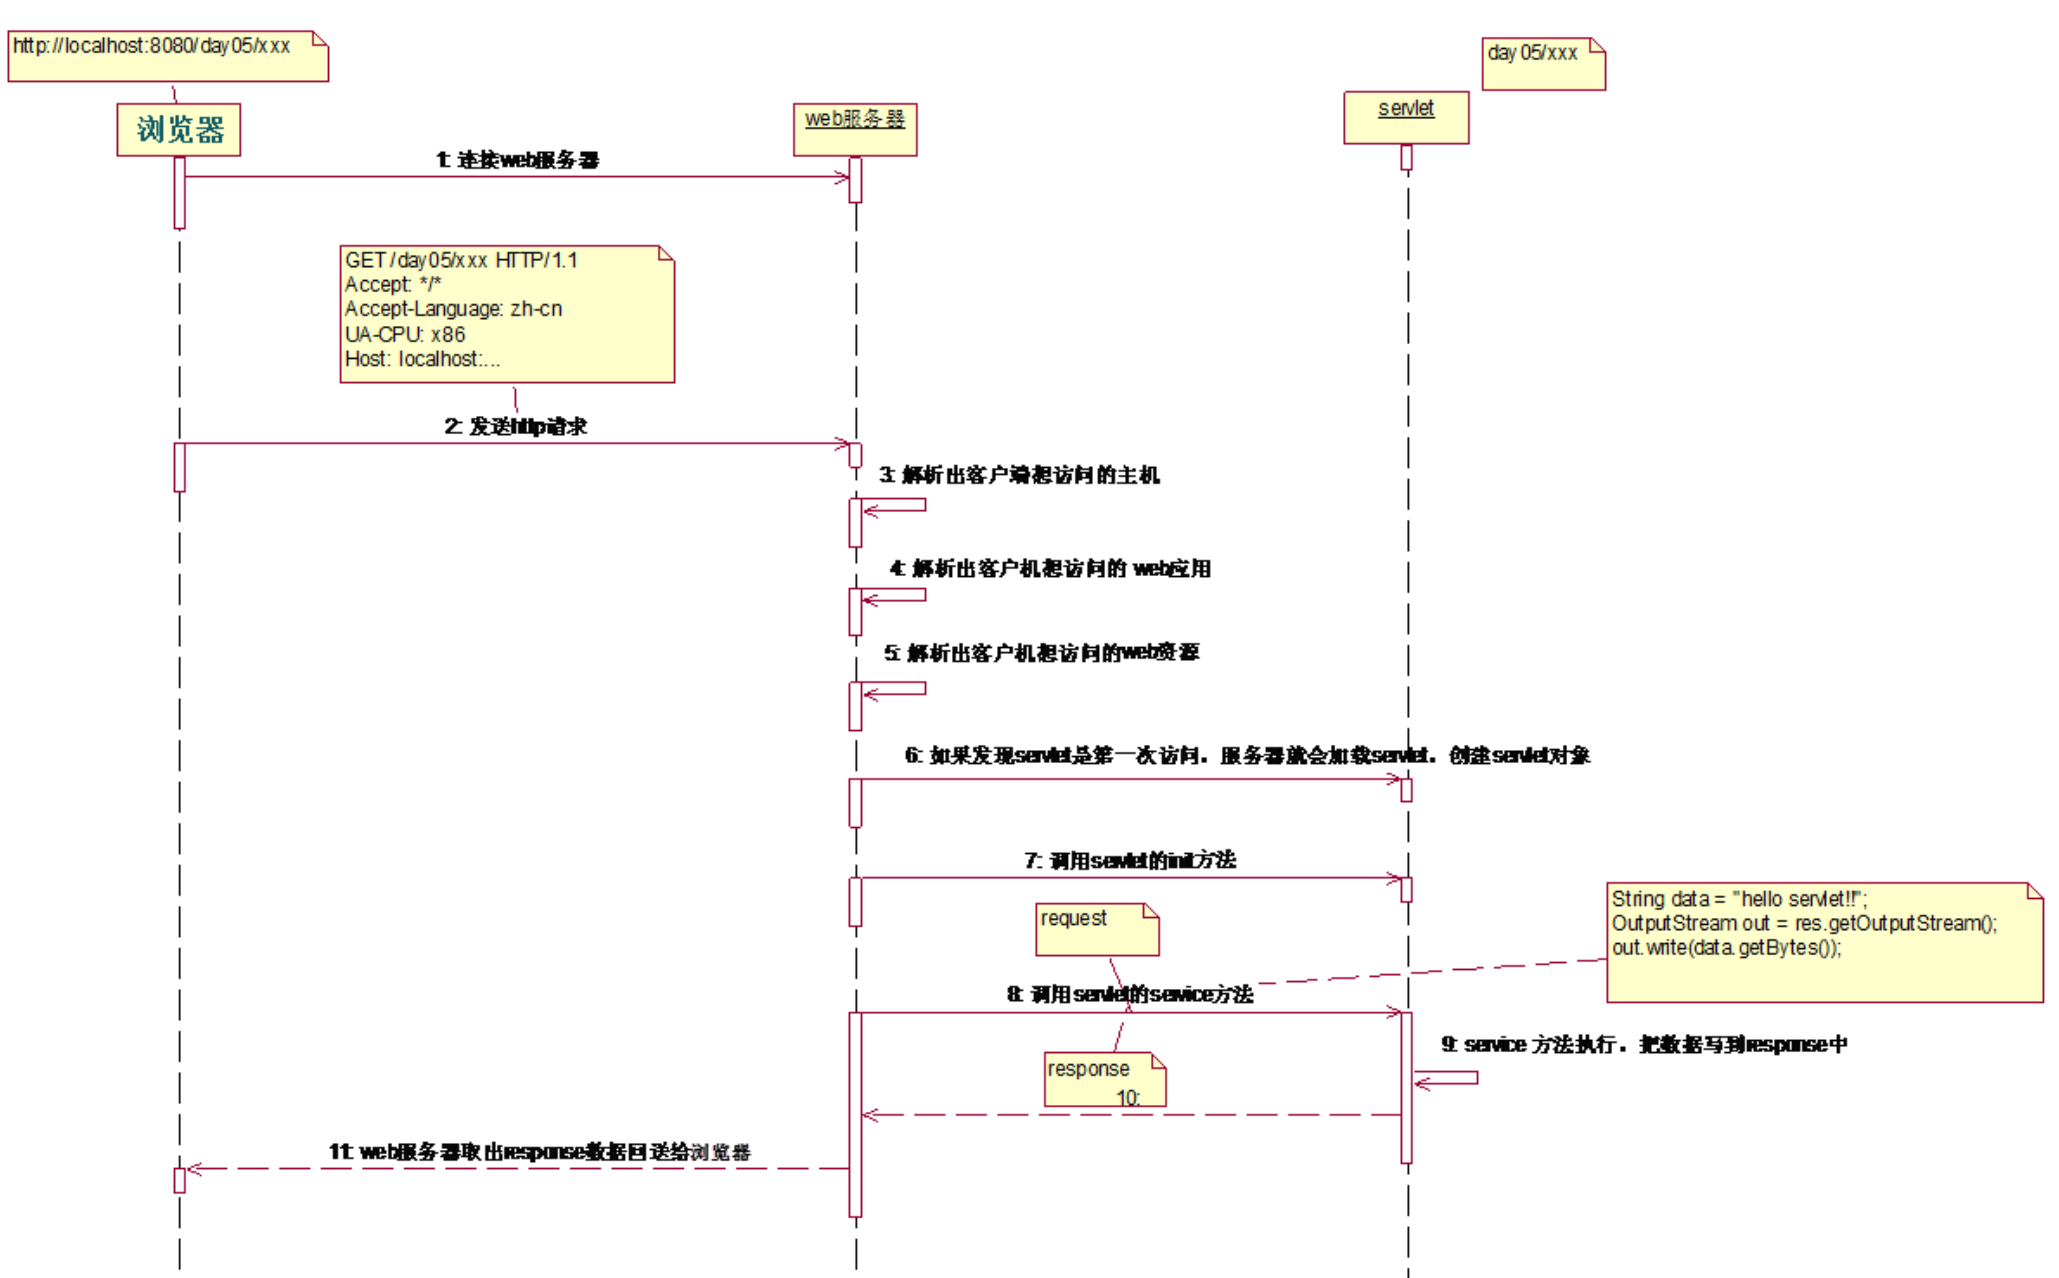 http://localhost:8080/day05/xxx
day05/xxx
浏览器
web服务器
servlet
1: 连接web服务器
GET /day05/xxx HTTP/1.1
Accept: */*
Accept-Language: zh-cn
UA-CPU: x86
Host: localhost:...
2: 发送http请求
3: 解析出客户端想访问的主机
4: 解析出客户机想访问的 web应用
5: 解析出客户机想访问的web资源
6: 如果发现servlet是第一次访问，服务器就会加载servlet，创建servlet对象
7: 调用servlet的init方法
String data = "hello servlet!!";
OutputStream out = res.getOutputStream();
out.write(data.getBytes());
request
8: 调用servlet的service方法
9: service 方法执行，把数据写到response中
response
10:
11: web服务器取出response数据回送给浏览器